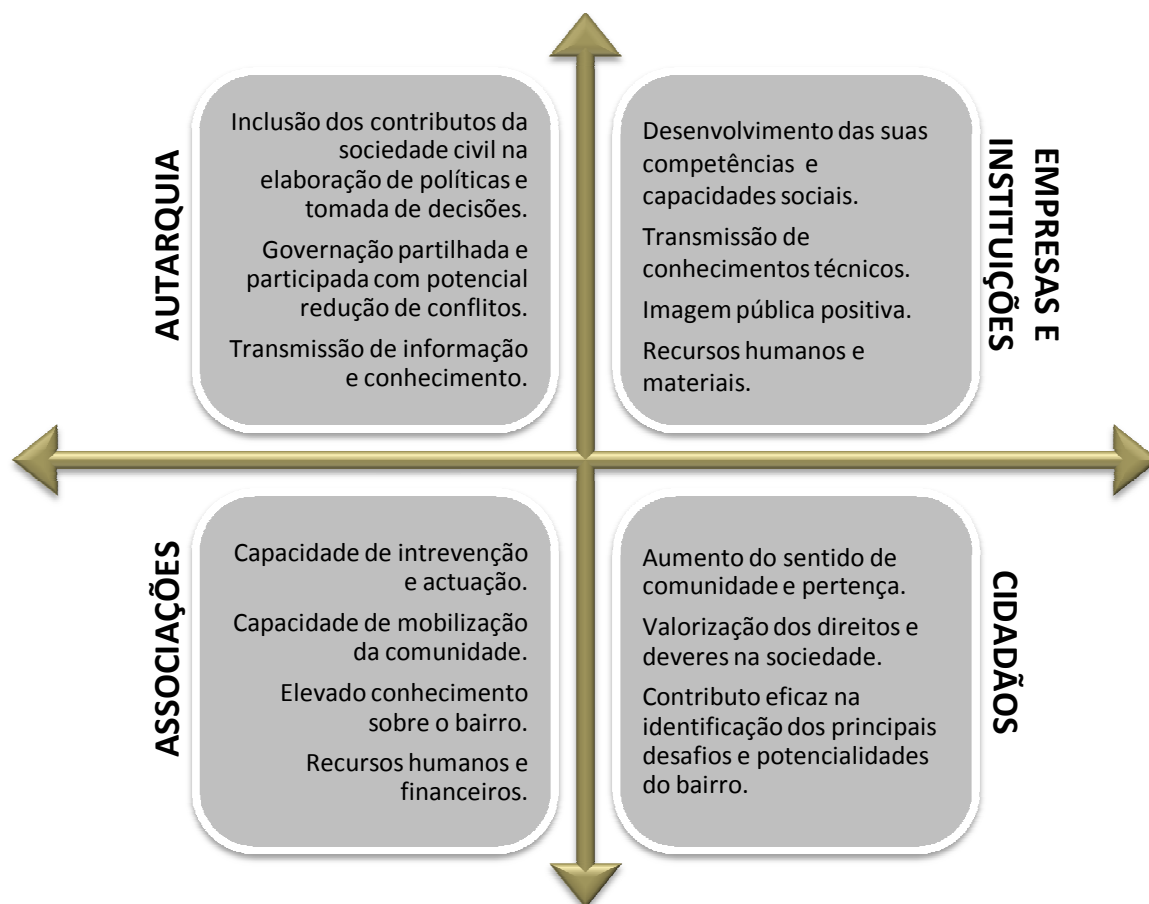 AUTARQUIA
Inclusão dos contributos da
sociedade civil na
elaboração de políticas e
tomada de decisões.
Governação partilhada e
participada com potencial
redução de conflitos.
Transmissão de informação
e conhecimento.
EMPRESAS E
INSTITUIÇÕES
Desenvolvimento das suas
competências e
capacidades sociais.
Transmissão de
conhecimentos técnicos.
Imagem pública positiva.
Recursos humanos e
materiais.
ASSOCIAÇÕES
Capacidade de intrevenção
e actuação.
Capacidade de mobilização
da comunidade.
Elevado conhecimento
sobre o bairro.
Recursos humanos e
financeiros.
CIDADÃOS
Aumento do sentido de
comunidade e pertença.
Valorização dos direitos e
deveres na sociedade.
Contributo eficaz na
identificação dos principais
desafios e potencialidades
do bairro.